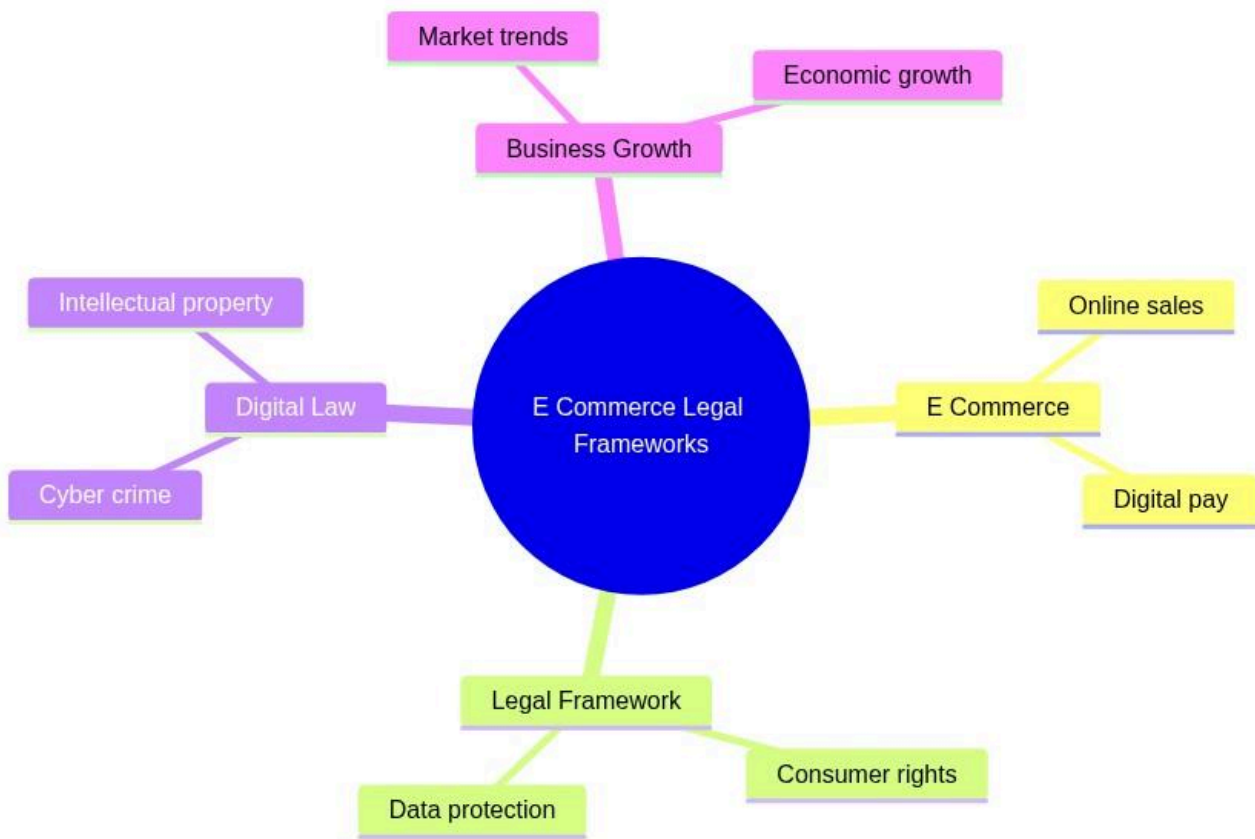 Market trends
Economic growth
Business Growth
Intellectual property
Online sales
Digital Law
E Commerce Legal
Frameworks
E Commerce
Cyber crime
Digital pay
Legal Framework
Consumer rights
Data protection